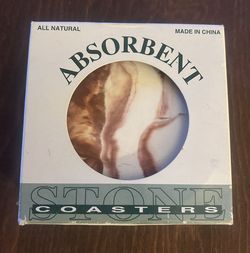 ALL NATURAL
MADE IN CHINA
ABSORBENT
STONE
COASTERS